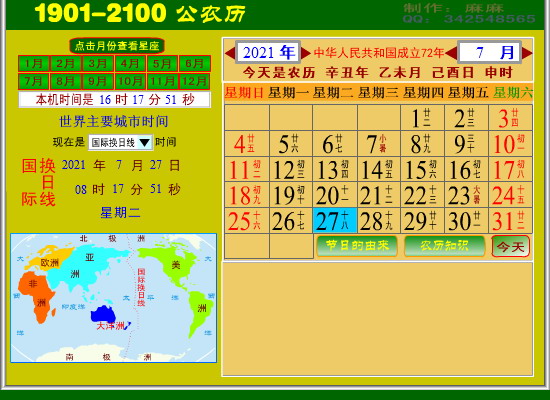 1901-2100 公农历
制作：麻麻
QQ：342548565
点击月份查看星座
1月 2月 3月 4月 5月 6月
7月 8月 9月 10月 11月 12月
本机时间是 16 时 17 分 51 秒
世界主要城市时间
现在是 国际换日线 时间
国际换日线
2021 年 7 月 27 日
08 时 17 分 51 秒
星期二
北极洲
欧洲
亚洲
非洲
美洲
国际换日线
印度洋
太平洋
大洋洲
南极洲
2021 年
中华人民共和国成立72年
7 月
今天是农历 辛丑年 乙未月 己酉日 申时
星期日 星期一 星期二 星期三 星期四 星期五 星期六
1 廿二 2 廿三 3 廿四
4 廿五 5 廿六 6 廿七 7 小暑 8 廿九 9 三十 10 初一
11 初二 12 初三 13 初四 14 初五 15 初六 16 初七 17 初八
18 初九 19 初十 20 十一 21 十二 22 十三 23 大暑 24 十五
25 十六 26 十七 27 十八 28 十九 29 二十 30 廿一 31 廿二
节日的由来
农历知识
今天